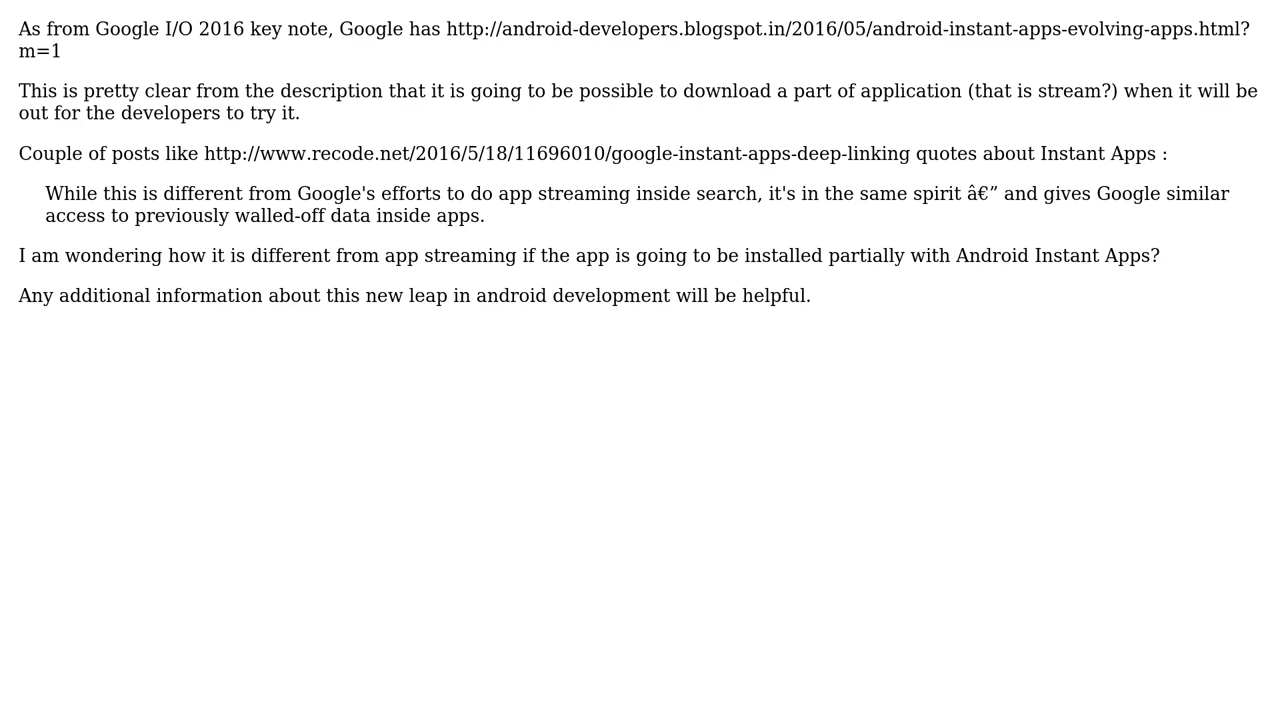 As from Google I/O 2016 key note, Google has http://android-developers.blogspot.in/2016/05/android-instant-apps-evolving-apps.html?
m=1
This is pretty clear from the description that it is going to be possible to download a part of application (that is stream?) when it will be
out for the developers to try it.
Couple of posts like http://www.recode.net/2016/5/18/11696010/google-instant-apps-deep-linking quotes about Instant Apps :
While this is different from Google's efforts to do app streaming inside search, it's in the same spirit â€” and gives Google similar
access to previously walled-off data inside apps.
I am wondering how it is different from app streaming if the app is going to be installed partially with Android Instant Apps?
Any additional information about this new leap in android development will be helpful.